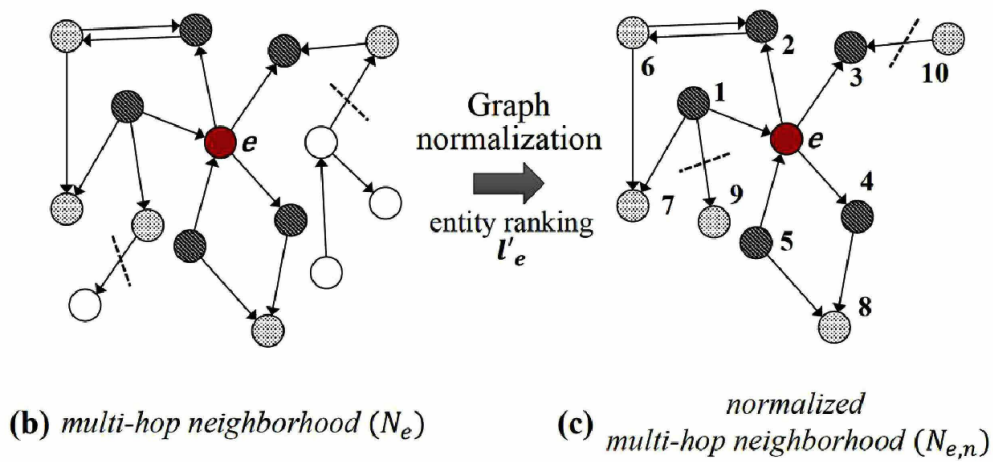 e
Graph
normalization
entity ranking
l'e
1
2
3
4
5
6
7
8
9
10
e
(b) multi-hop neighborhood (Ne)
(c) normalized
multi-hop neighborhood (Ne,n)